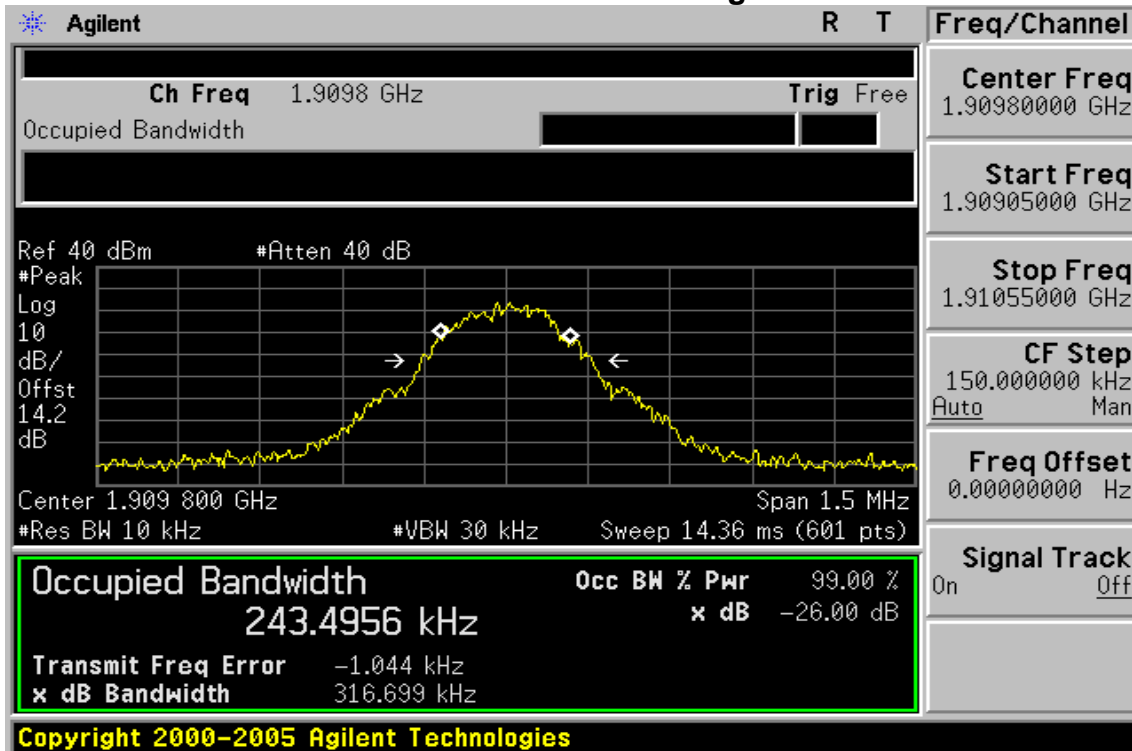 Agilent R T Freq/Channel
Ch Freq 1.9098 GHz Trig Free
Occupied Bandwidth
Ref 40 dBm #Atten 40 dB
#Peak
Log
10
dB/
Offst
14.2
dB
Center 1.909 800 GHz Span 1.5 MHz
#Res BW 10 kHz #VBW 30 kHz Sweep 14.36 ms (601 pts)
Occupied Bandwidth Occ BW % Pwr 99.00 %
243.4956 kHz x dB -26.00 dB
Transmit Freq Error -1.044 kHz
x dB Bandwidth 316.699 kHz
Copyright 2000-2005 Agilent Technologies
Center Freq
1.90980000 GHz
Start Freq
1.90905000 GHz
Stop Freq
1.91055000 GHz
CF Step
150.000000 kHz
Auto Man
Freq Offset
0.00000000 Hz
Signal Track
On Off